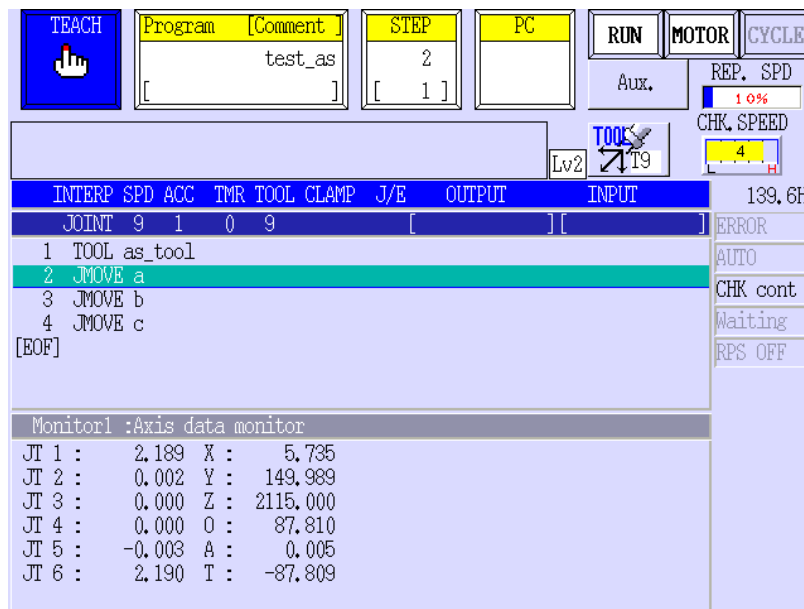 TEACH Program [Comment ] STEP PC RUN MOTOR CYCLE
test_as 2
[ ] [ 1 ]
Aux. REP. SPD
10%
CHK.SPEED
4
L H
Lv2 TOOL T9
INTERP SPD ACC TMR TOOL CLAMP J/E OUTPUT INPUT 139.6H
JOINT 9 1 0 9 [ ][ ] ERROR
1 TOOL as_tool
AUTO
2 JMOVE a
CHK cont
3 JMOVE b
4 JMOVE c
Waiting
[EOF]
RPS OFF
Monitor1 :Axis data monitor
JT 1 : 2.189 X : 5.735
JT 2 : 0.002 Y : 149.989
JT 3 : 0.000 Z : 2115.000
JT 4 : 0.000 O : 87.810
JT 5 : -0.003 A : 0.005
JT 6 : 2.190 T : -87.809